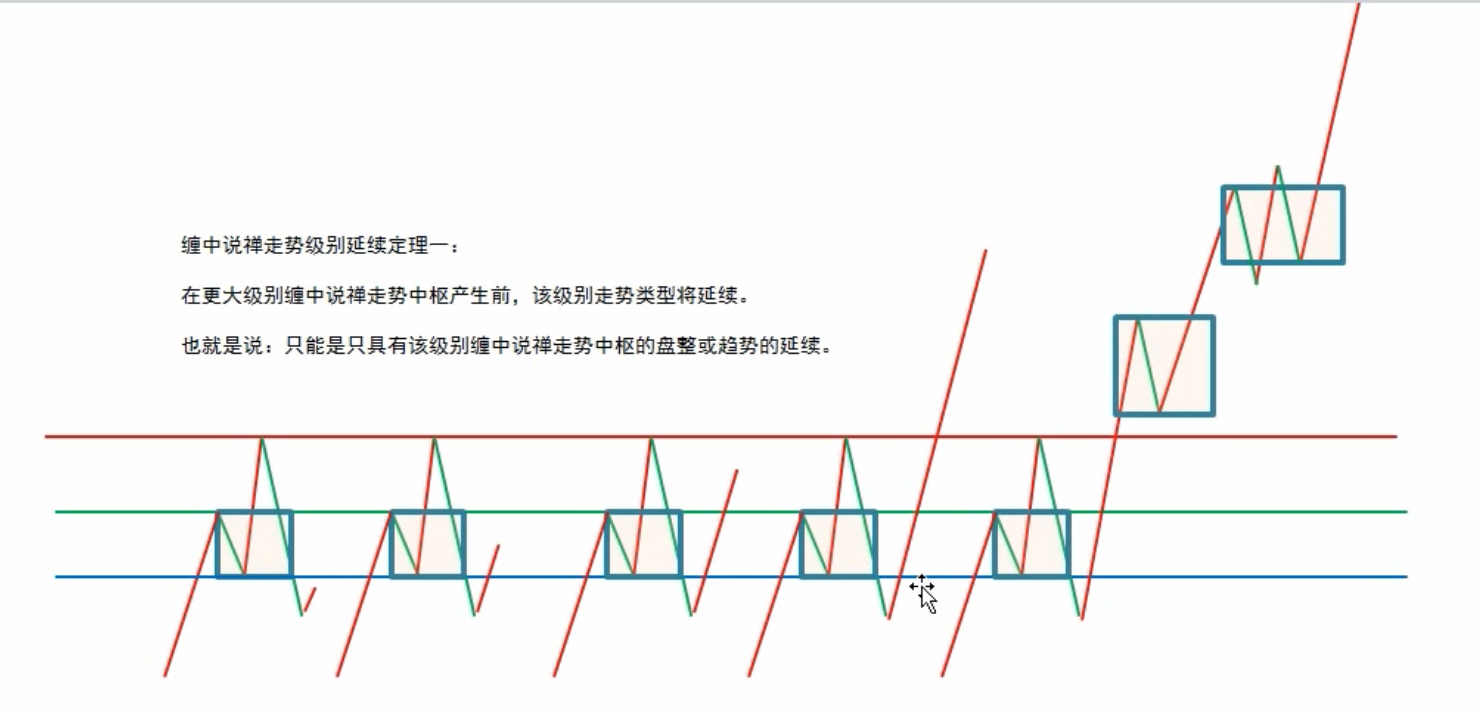 缠中说禅走势级别延续定理一：
在更大级别缠中说禅走势中枢产生前，该级别走势类型将延续。
也就是说：只能是只具有该级别缠中说禅走势中枢的盘整或趋势的延续。